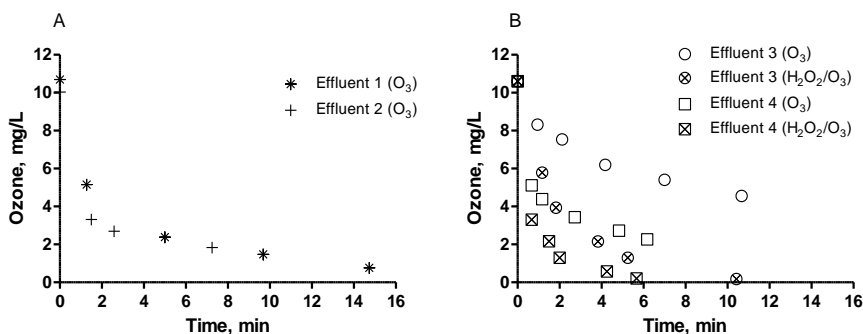 A
Ozone, mg/L
12
10
8
6
4
2
0
0 2 4 6 8 10 12 14 16
Time, min
Effluent 1 (O₃)
Effluent 2 (O₃)
B
Ozone, mg/L
12
10
8
6
4
2
0
0 2 4 6 8 10 12 14 16
Time, min
Effluent 3 (O₃)
Effluent 3 (H₂O₂/O₃)
Effluent 4 (O₃)
Effluent 4 (H₂O₂/O₃)